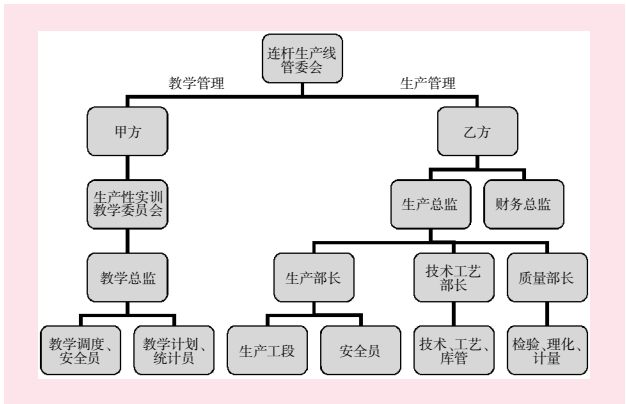 连杆生产线
管委会
教学管理
生产管理
甲方
乙方
生产性实训
教学委员会
生产总监
财务总监
教学总监
生产部长
技术工艺
部长
质量部长
教学调度、
安全员
教学计划、
统计员
生产工段
安全员
技术、工艺、
库管
检验、理化、
计量